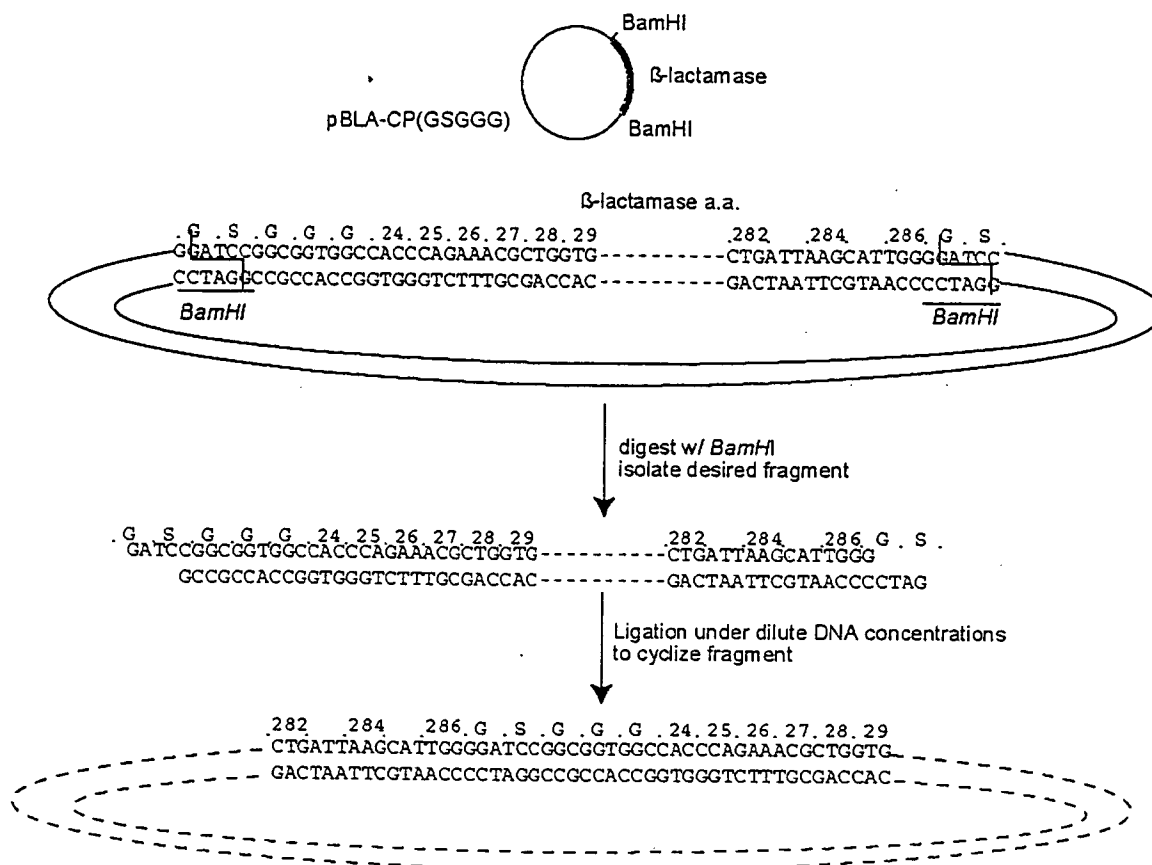 BamHI
ß-lactamase
pBLA-CP(GSGGG)
BamHI
ß-lactamase a.a.
.G . S . G . G . G . 24.25.26.27.28.29 .282. .284. .286.G . S.
GGATCCGGCGGTGGCCACCCAGAAACGCTGGTG----------CTGATTAAGCATTGGGGATCC
CCTAGGCCGCCACCGGTGGGTCTTTGCGACCAC----------GACTAATTCGTAACCCCTAGG
BamHI BamHI
digest w/ BamHI
isolate desired fragment
. G . S . G . G . G . 24 .25.26.27.28.29 .282 .284 .286 G . S .
GATCCGGCGGTGGCCACCCAGAAACGCTGGTG----------CTGATTAAGCATTGGG
GCCGCCACCGGTGGGTCTTTGCGACCAC----------GACTAATTCGTAACCCCTAG
Ligation under dilute DNA concentrations
to cyclize fragment
.282 .284 .286.G . S . G . G . G . 24.25.26.27.28.29
CTGATTAAGCATTGGGGATCCGGCGGTGGCCACCCAGAAACGCTGGTG
GACTAATTCGTAACCCCTAGGCCGCCACCGGTGGGTCTTTGCGACCAC